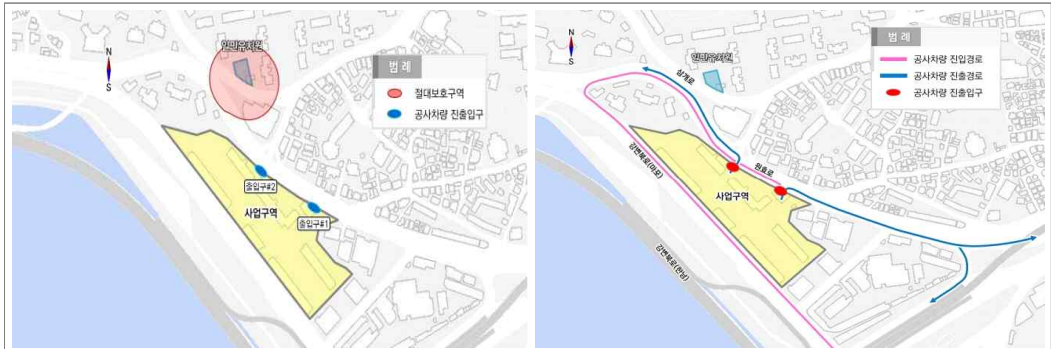 인민유치원
N
S
범 례
절대보호구역
공사차량 진출입구
출입구#2
출입구#1
사업구역
인민유치원
N
S
범 례
공사차량 진입경로
공사차량 진출경로
공사차량 진출입구
삼개로
원효로
강변북로(마포)
사업구역
강변북로(한남)